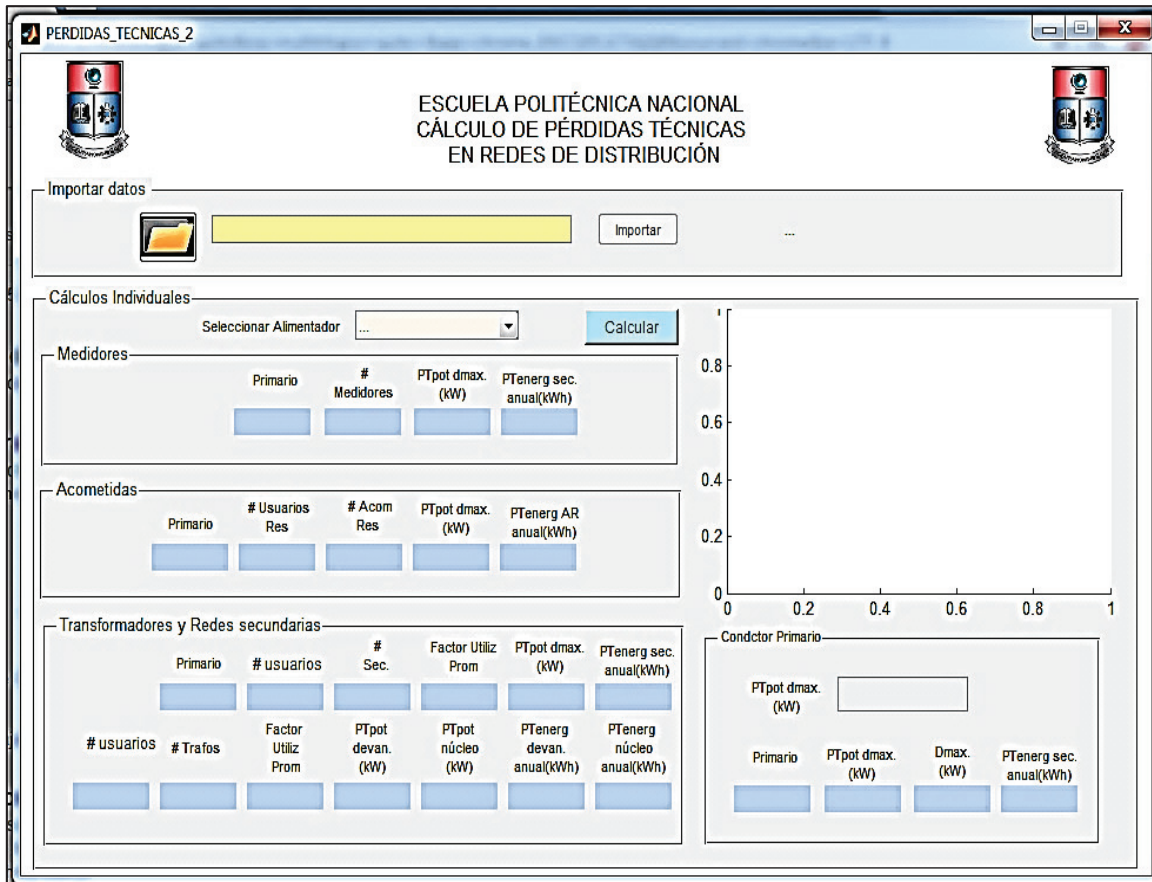 PERDIDAS_TECNICAS_2
ESCUELA POLITÉCNICA NACIONAL
CÁLCULO DE PÉRDIDAS TÉCNICAS
EN REDES DE DISTRIBUCIÓN
Importar datos
Importar
...
Cálculos Individuales
Seleccionar Alimentador
...
Calcular
Medidores
Primario
#
Medidores
PTpot dmax.
(kW)
PTenerg sec.
anual(kWh)
Acometidas
Primario
# Usuarios
Res
# Acom
Res
PTpot dmax.
(kW)
PTenerg AR
anual(kWh)
Transformadores y Redes secundarias
Primario
# usuarios
#
Sec.
Factor Utiliz
Prom
PTpot dmax.
(kW)
PTenerg sec.
anual(kWh)
# usuarios
# Trafos
Factor
Utiliz
Prom
PTpot
devan.
(kW)
PTpot
núcleo
(kW)
PTenerg
devan.
anual(kWh)
PTenerg
núcleo
anual(kWh)
1
0.8
0.6
0.4
0.2
0
0
0.2
0.4
0.6
0.8
1
Condctor Primario
PTpot dmax.
(kW)
Primario
PTpot dmax.
(kW)
Dmax.
(kW)
PTenerg sec.
anual(kWh)